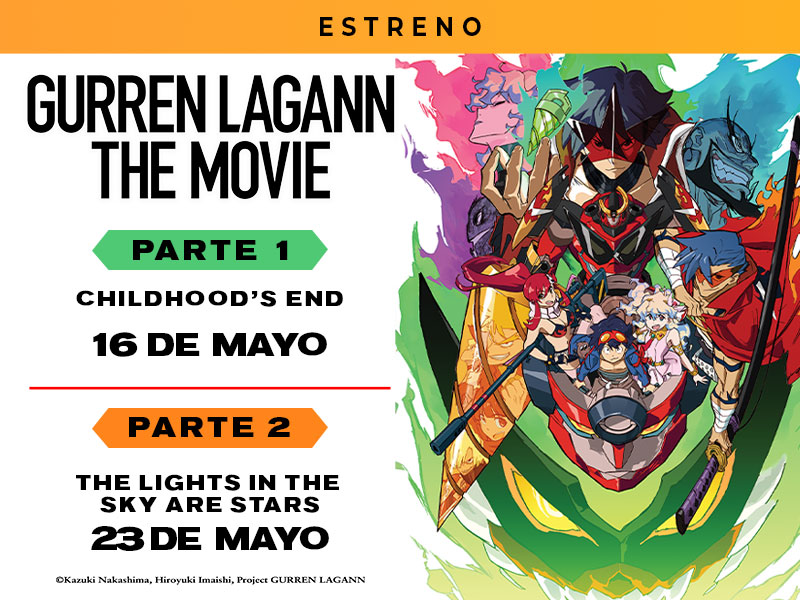 ESTRENO
GURREN LAGANN
THE MOVIE
PARTE 1
CHILDHOOD'S END
16 DE MAYO
PARTE 2
THE LIGHTS IN THE
SKY ARE STARS
23 DE MAYO
©Kazuki Nakashima, Hiroyuki Imaishi, Project GURREN LAGANN